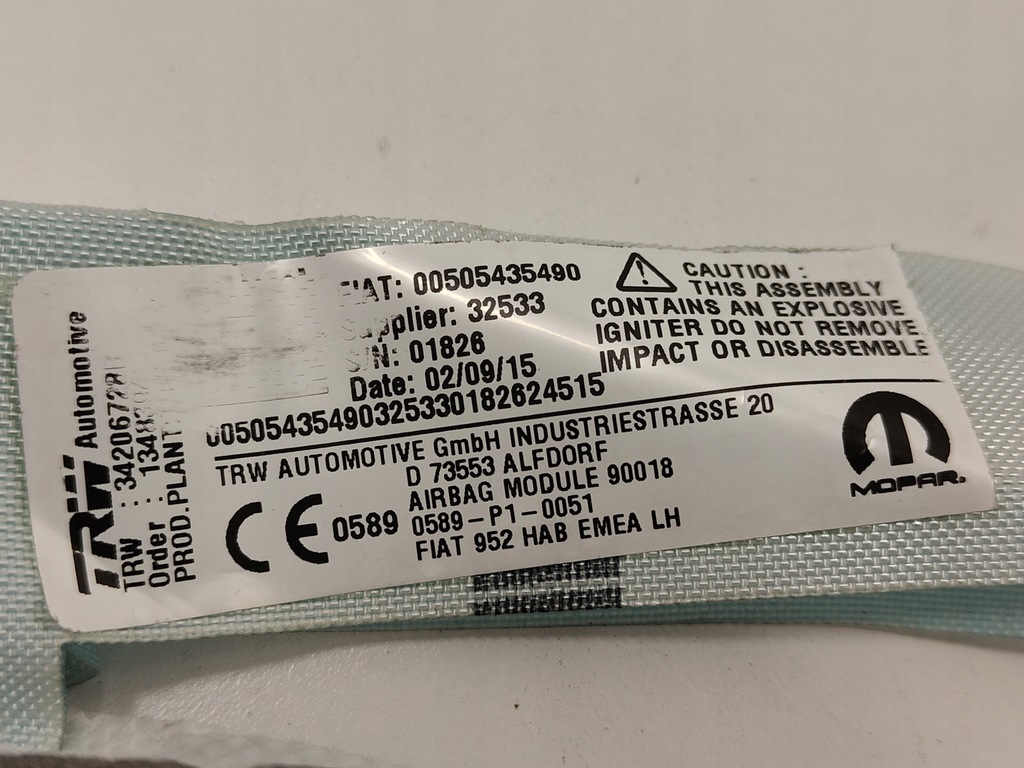 TRW Automotive
TRW :
Order :
PROD.PLANT
FIAT: 00505435490
Supplier: 32533
S/N: 01826
Date: 02/09/15
00505435490325330182624515
CAUTION :
THIS ASSEMBLY
CONTAINS AN EXPLOSIVE
IGNITER DO NOT REMOVE
IMPACT OR DISASSEMBLE
TRW AUTOMOTIVE GmbH INDUSTRIESTRASSE 20
D 73553 ALFDORF
AIRBAG MODULE 90018
CE 0589 0589-P1-0051
FIAT 952 HAB EMEA LH
MOPAR.